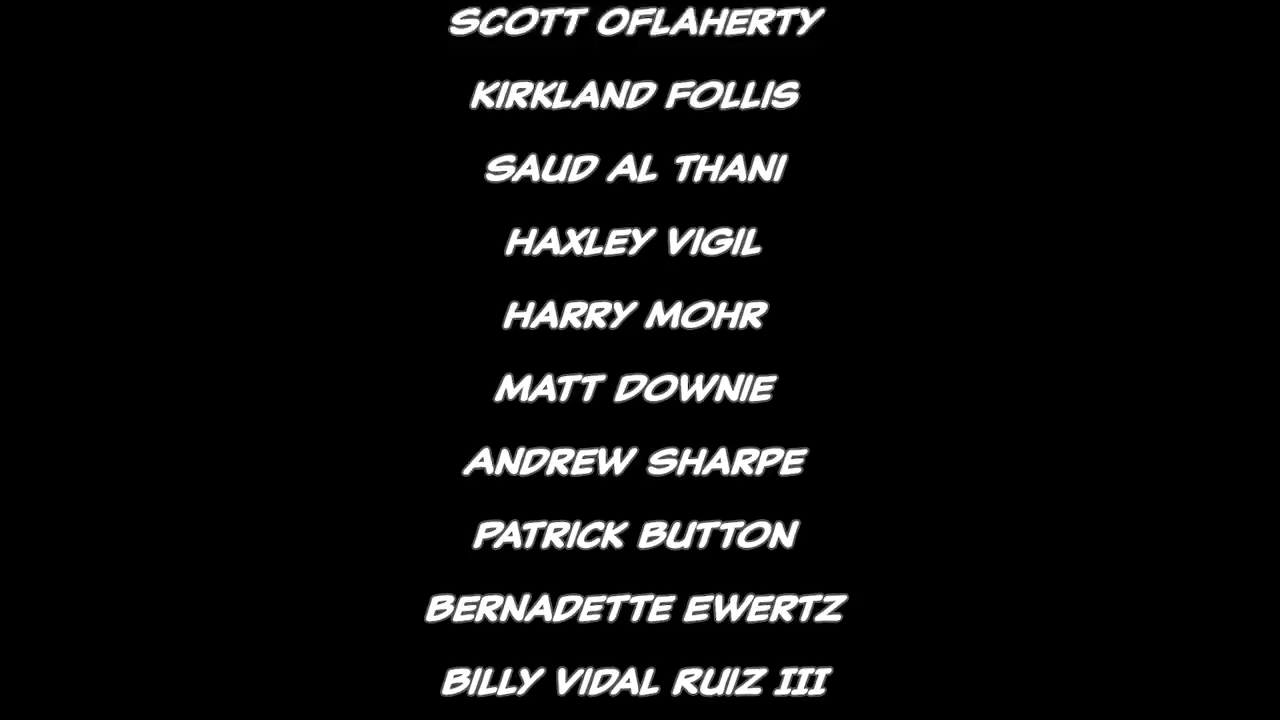 SCOTT OFLAHERTY
KIRKLAND FOLLIS
SAUD AL THANI
HAXLEY VIGIL
HARRY MOHR
MATT DOWNIE
ANDREW SHARPE
PATRICK BUTTON
BERNADETTE EWERTZ
BILLY VIDAL RUIZ III